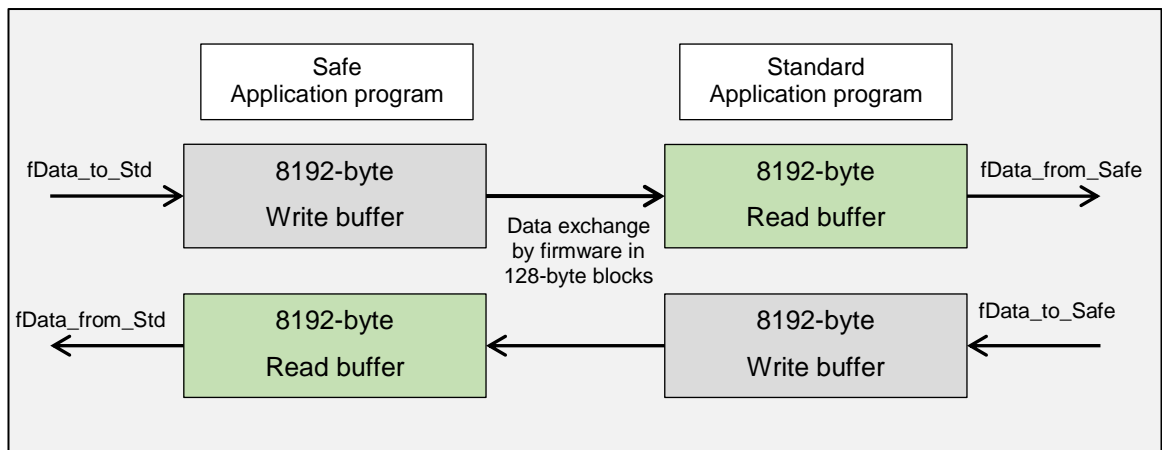 Safe
Application program
Standard
Application program
fData_to_Std
8192-byte
Write buffer
Data exchange
by firmware in
128-byte blocks
8192-byte
Read buffer
fData_from_Safe
fData_from_Std
8192-byte
Read buffer
8192-byte
Write buffer
fData_to_Safe